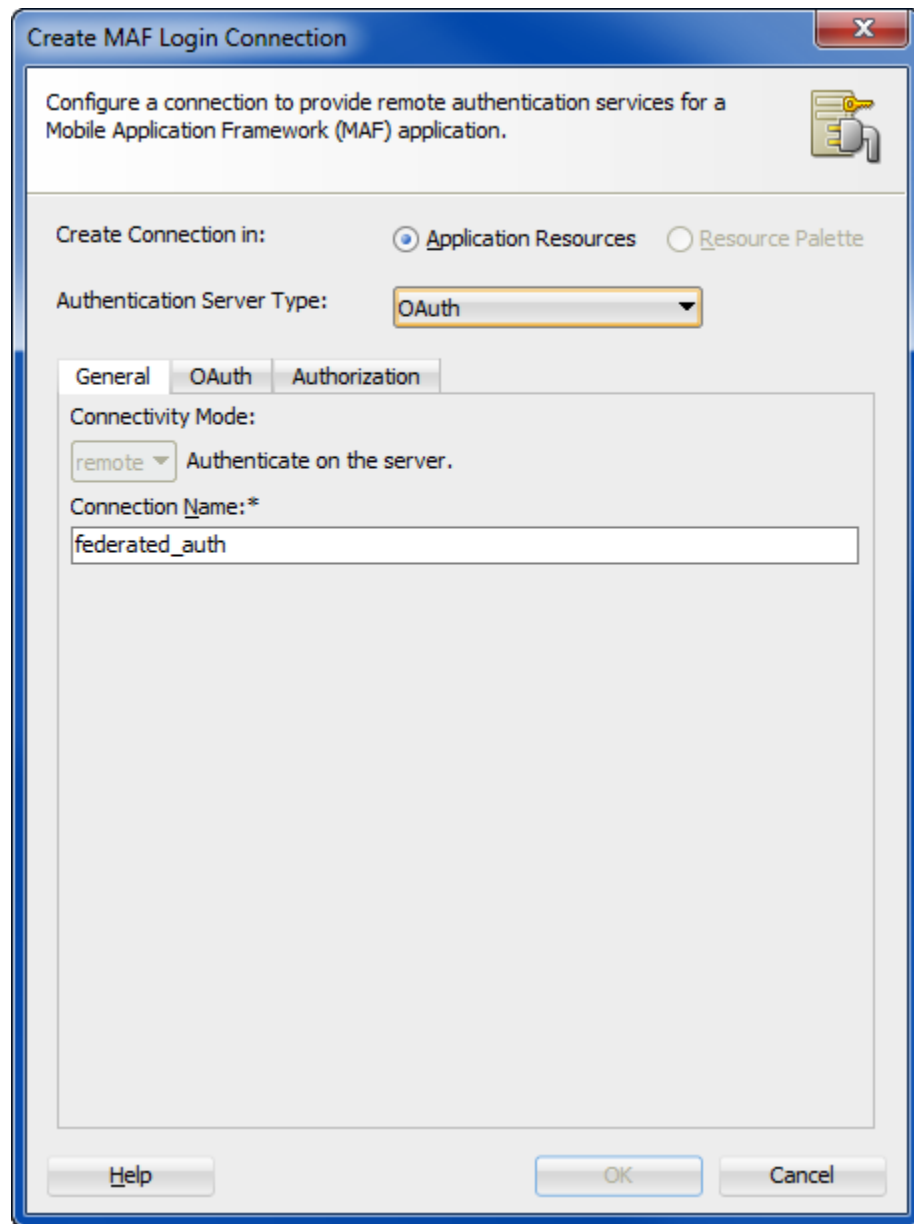 Create MAF Login Connection
X
Configure a connection to provide remote authentication services for a
Mobile Application Framework (MAF) application.
Create Connection in: Application Resources Resource Palette
Authentication Server Type: OAuth
General OAuth Authorization
Connectivity Mode:
remote Authenticate on the server.
Connection Name:*
federated_auth
Help OK Cancel